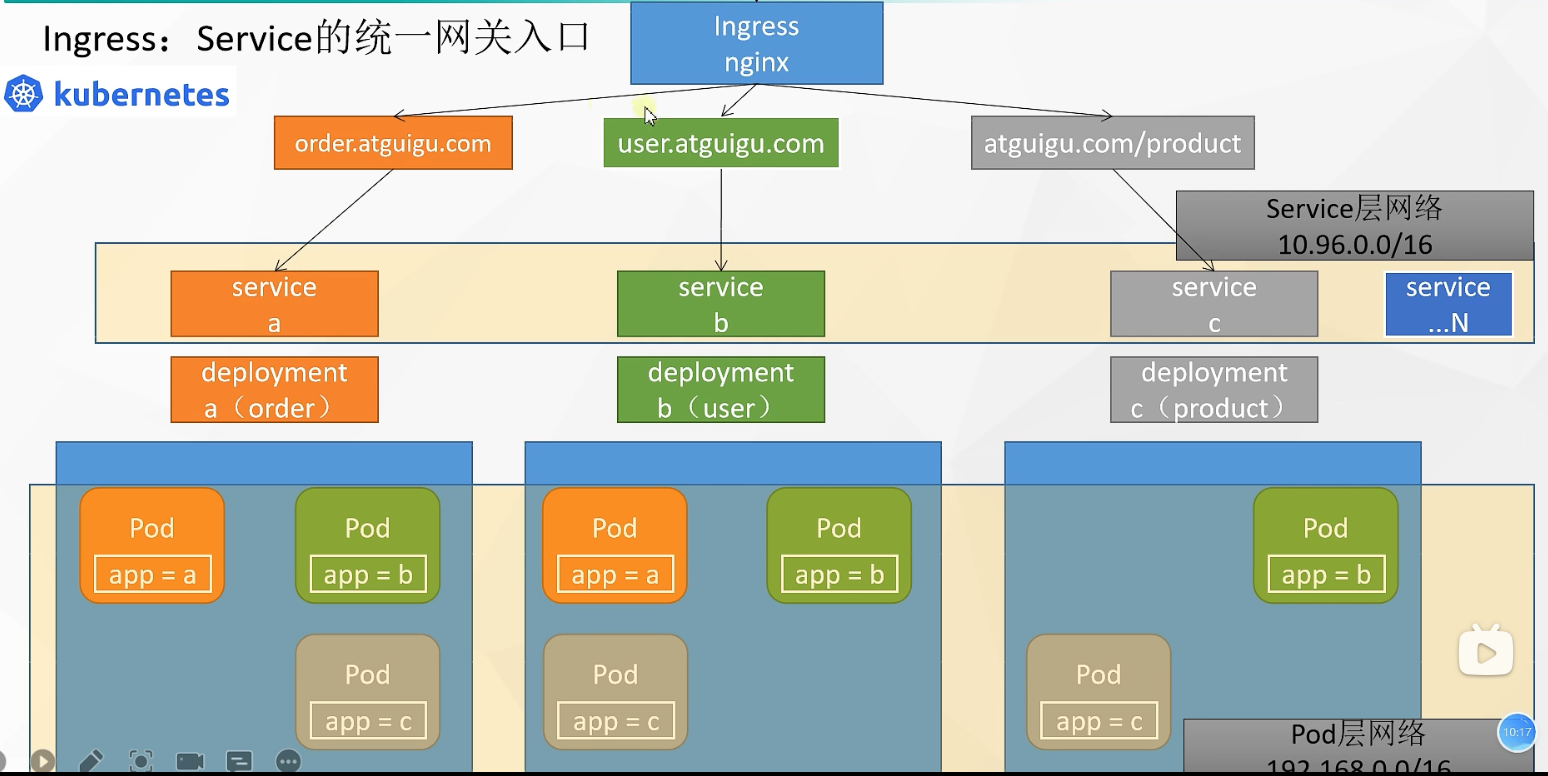 Ingress： Service的统一网关入口
Ingress
nginx
kubernetes
order.atguigu.com
user.atguigu.com
atguigu.com/product
Service层网络
10.96.0.0/16
service
a
service
b
service
c
service
...N
deployment
a（order）
deployment
b（user）
deployment
c（product）
Pod
app = a
Pod
app = b
Pod
app = a
Pod
app = b
Pod
app = b
Pod
app = c
Pod
app = c
Pod
app = c
Pod层网络
192.168.0.0/16
10:17